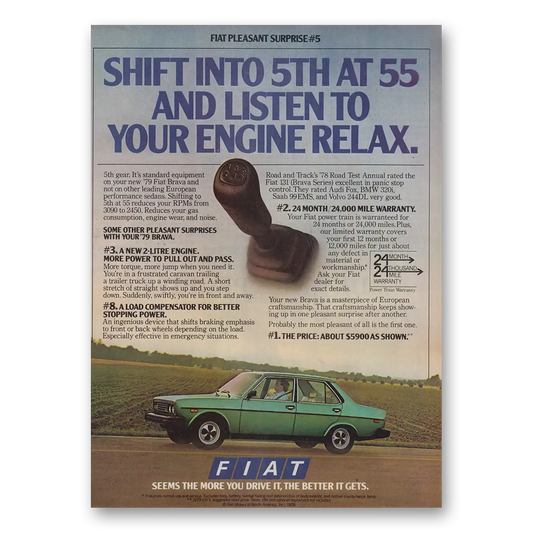 FIAT PLEASANT SURPRISE #5
SHIFT INTO 5TH AT 55
AND LISTEN TO
YOUR ENGINE RELAX.
5th gear. It's standard equipment
on your new '79 Fiat Brava and
not on other leading European
performance sedans. Shifting to
5th at 55 reduces your RPMs from
3090 to 2450. Reduces your gas
consumption, engine wear, and noise.
SOME OTHER PLEASANT SURPRISES
WITH YOUR '79 BRAVA.
#3. A NEW 2-LITRE ENGINE.
MORE POWER TO PULL OUT AND PASS.
More torque, more jump when you need it.
You're in a frustrated caravan trailing
a trailer truck up a winding road. A short
stretch of straight shows up and you step
down. Suddenly, swiftly, you're in front and away.
#8. A LOAD COMPENSATOR FOR BETTER
STOPPING POWER.
An ingenious device that shifts braking emphasis
to front or back wheels depending on the load.
Especially effective in emergency situations.
Road and Track's '78 Road Test Annual rated the
Fiat 131 (Brava Series) excellent in panic stop
control. They rated Audi Fox, BMW 320i,
Saab 99 EMS, and Volvo 244DL very good.
#2. 24 MONTH/24,000 MILE WARRANTY.
Your Fiat power train is warranteed for
24 months or 24,000 miles. Plus,
our limited warranty covers
your first 12 months or
12,000 miles for just about
any defect in
material or
workmanship.*
Ask your Fiat
dealer for
exact details.
24 MONTH
24 THOUSAND
MILE
WARRANTY
Power Train Warranty
Your new Brava is a masterpiece of European
craftsmanship. That craftsmanship keeps show-
ing up in one pleasant surprise after another.
Probably the most pleasant of all is the first one.
#1. THE PRICE: ABOUT $5900 AS SHOWN.**
FIAT
SEEMS THE MORE YOU DRIVE IT, THE BETTER IT GETS.